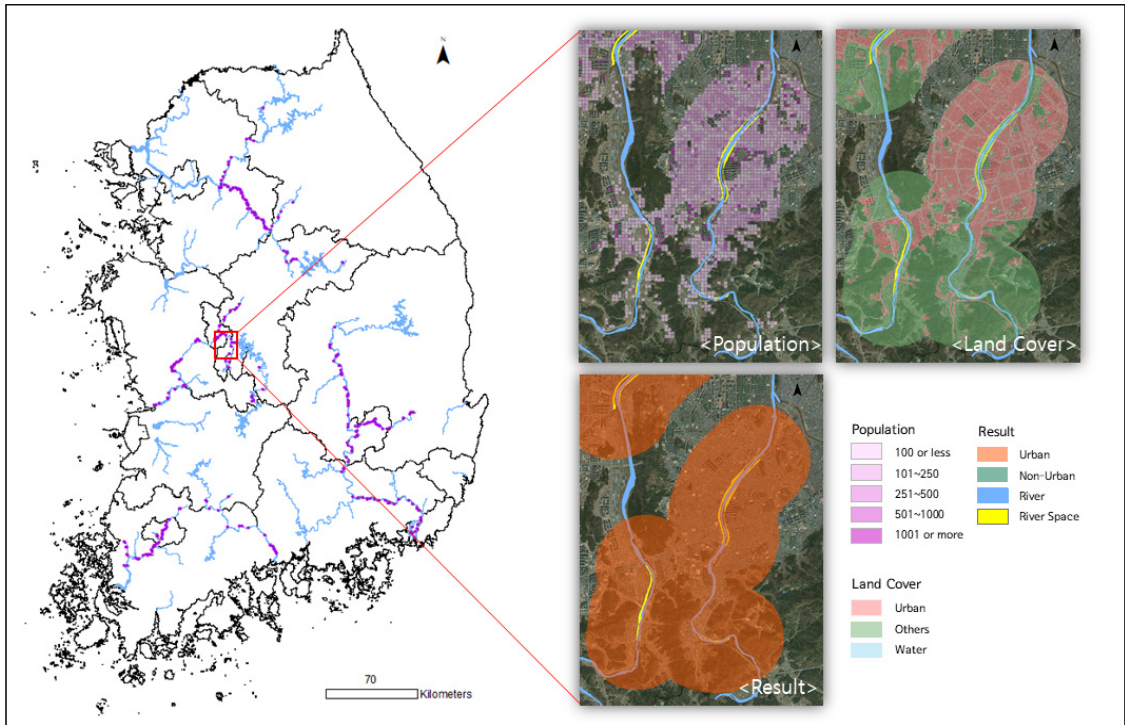 N
70
Kilometers
<Population>
<Land Cover>
<Result>
Population
100 or less
101~250
251~500
501~1000
1001 or more
Result
Urban
Non-Urban
River
River Space
Land Cover
Urban
Others
Water